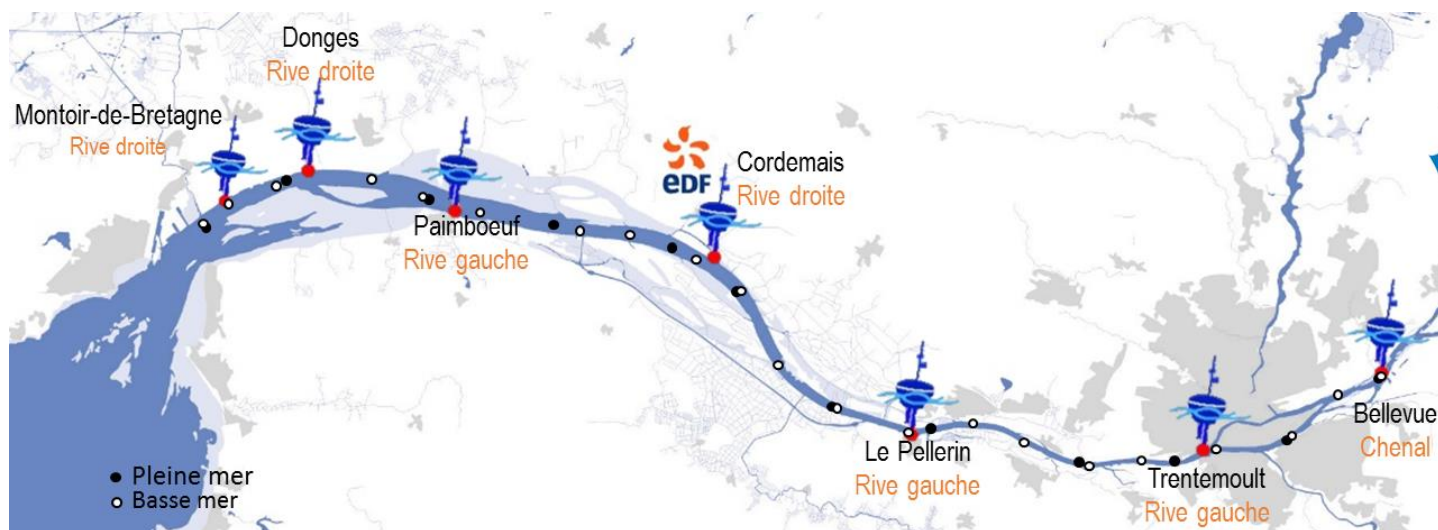 Donges
Rive droite
Montoir-de-Bretagne
Rive droite
eDF
Cordemais
Rive droite
Paimboeuf
Rive gauche
Bellevue
Chenal
Le Pellerin
Rive gauche
Trentemoult
Rive gauche
Pleine mer
Basse mer